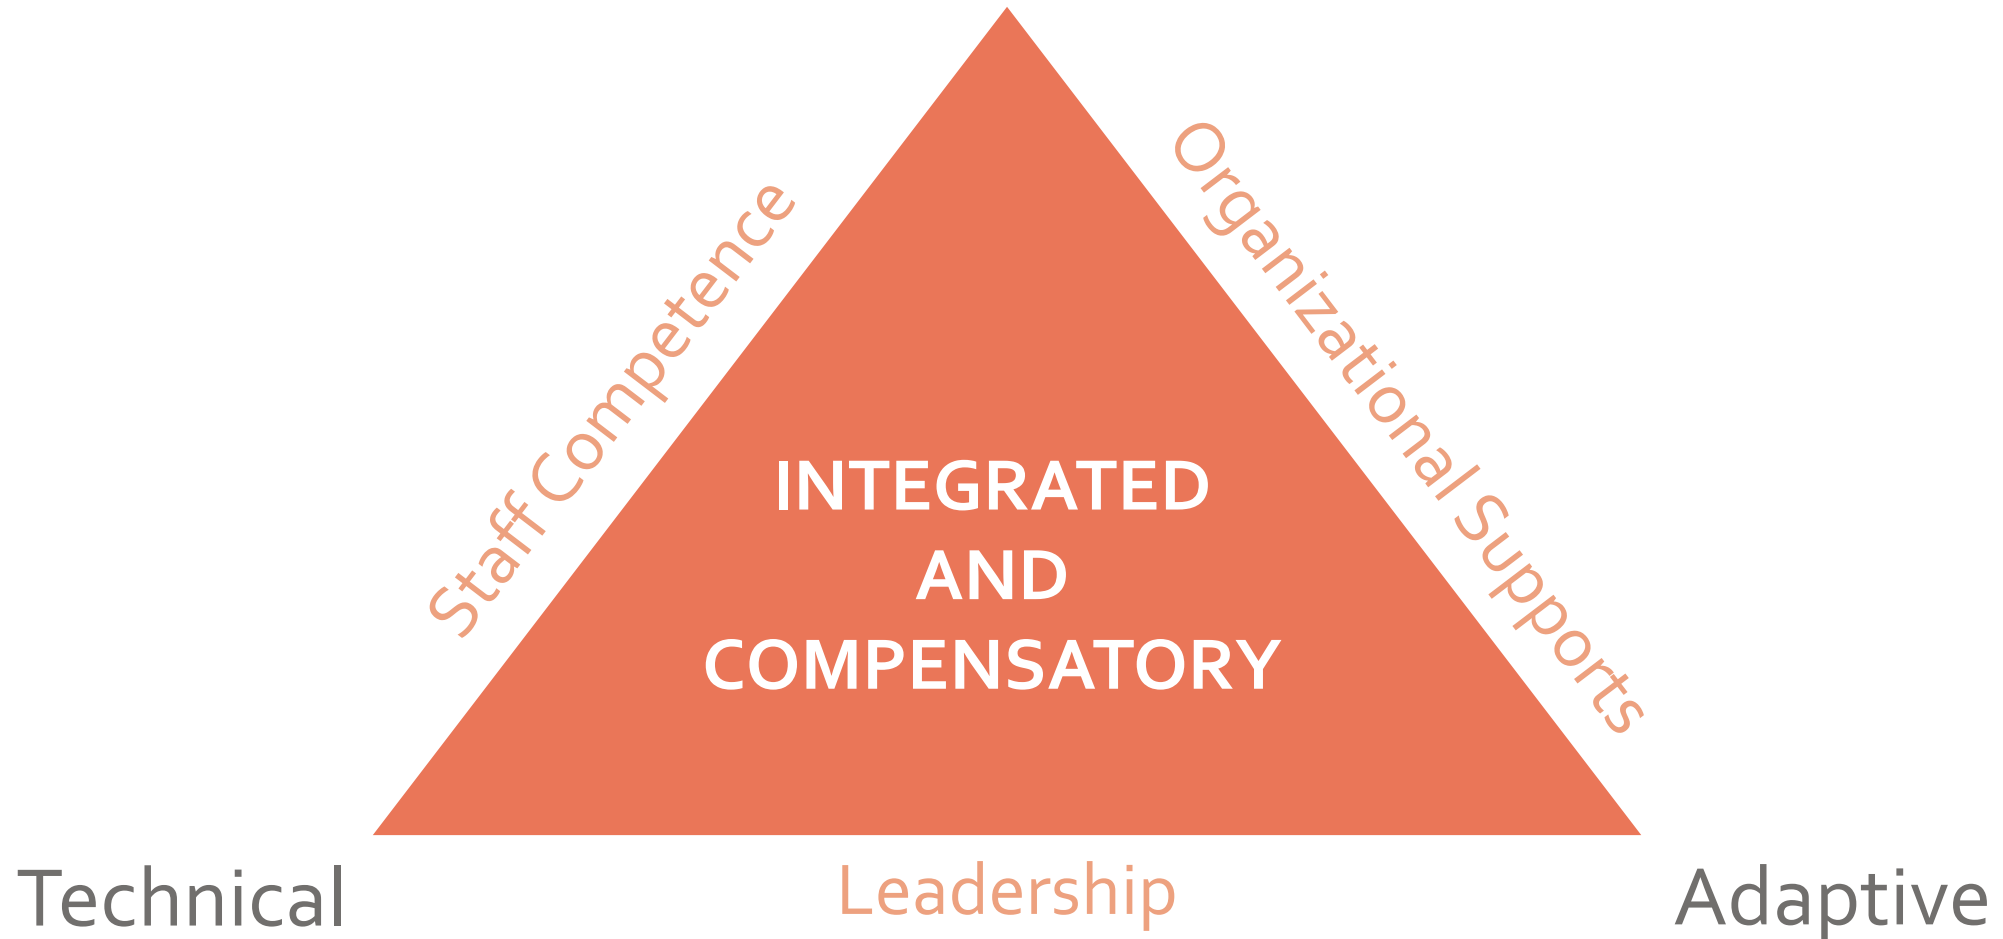 Staff Competence
Organizational Supports
INTEGRATED
AND
COMPENSATORY
Technical
Leadership
Adaptive